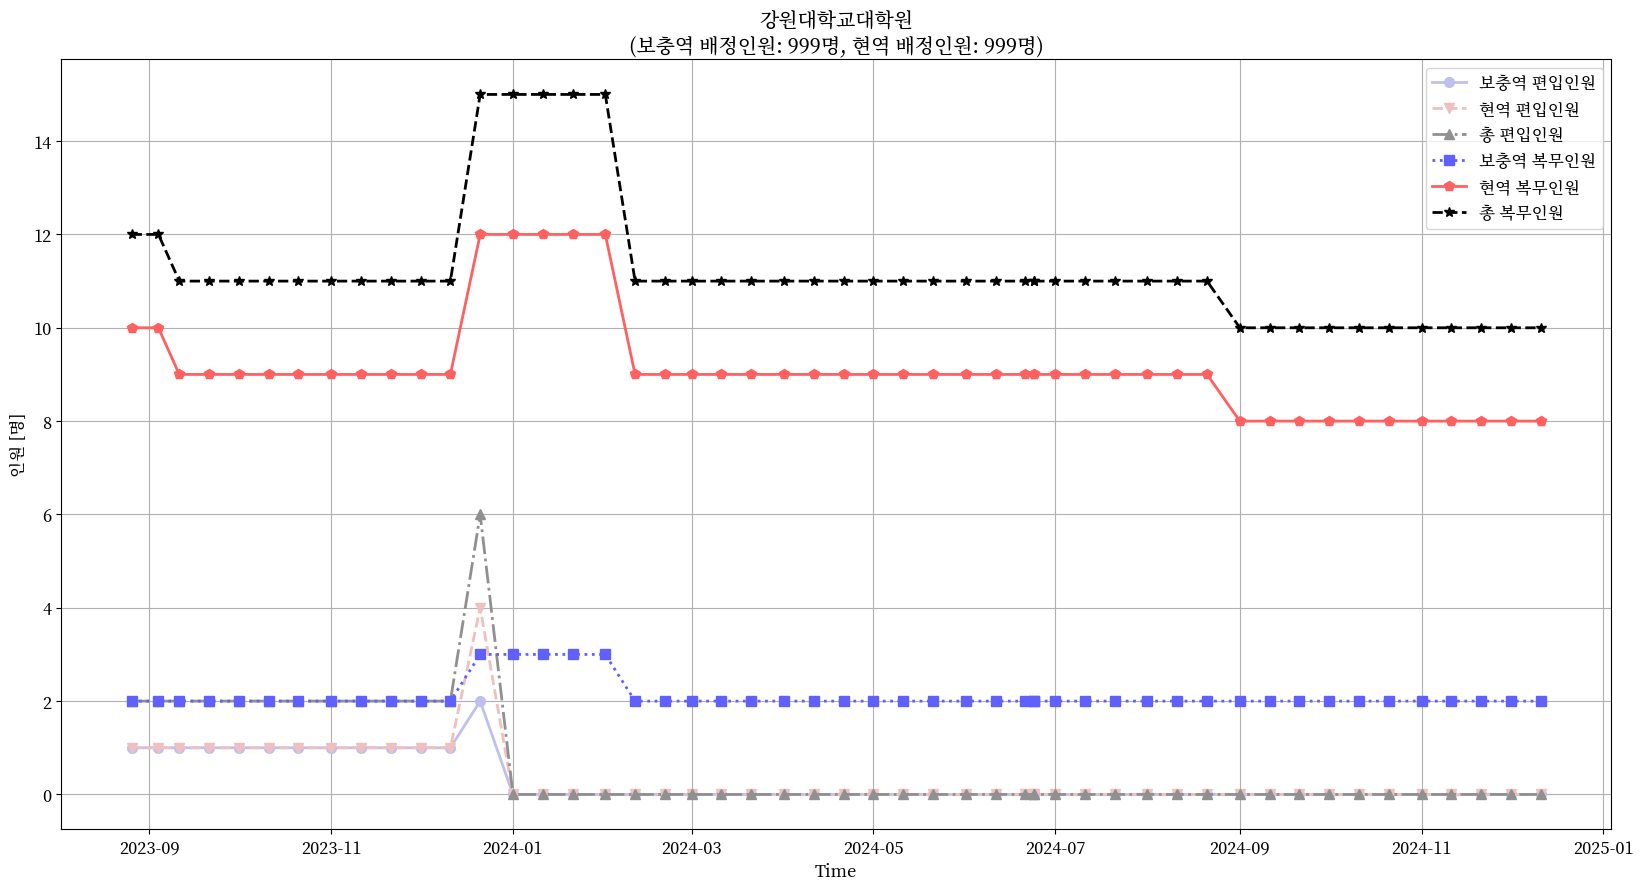 강원대학교대학원
(보충역 배정인원: 999명, 현역 배정인원: 999명)
보충역 편입인원
현역 편입인원
총 편입인원
보충역 복무인원
현역 복무인원
총 복무인원
인원 [명]
14
12
10
8
6
4
2
0
2023-09
2023-11
2024-01
2024-03
2024-05
2024-07
2024-09
2024-11
2025-01
Time